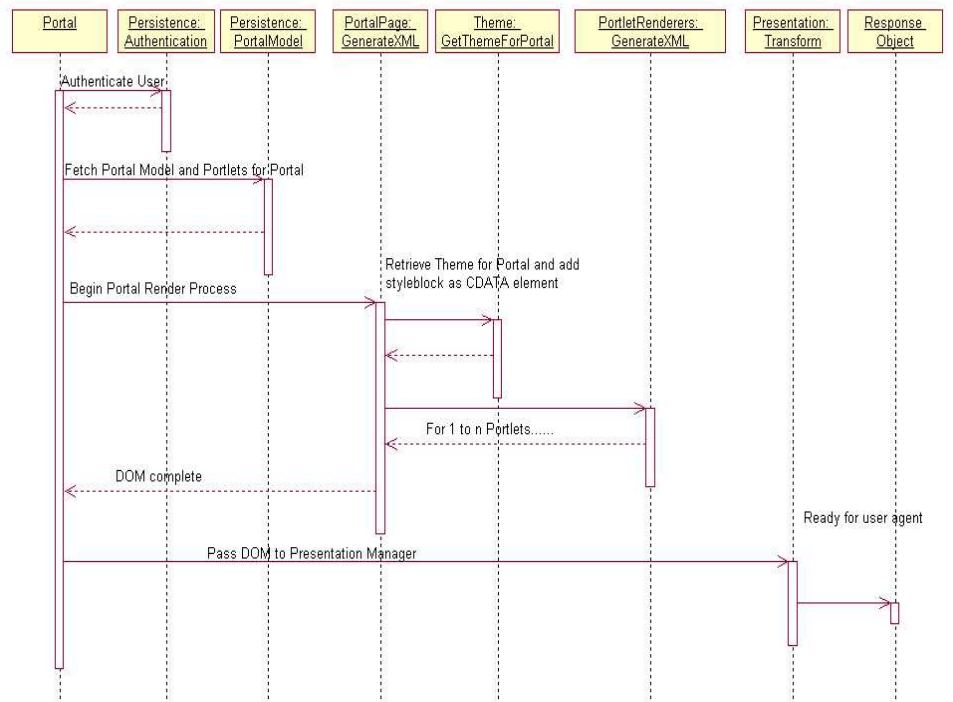 Portal
Persistence:
Authentication
Persistence:
PortalModel
PortalPage:
GenerateXML
Theme:
GetThemeForPortal
PortletRenderers:
GenerateXML
Presentation:
Transform
Response
Object
Authenticate User
Fetch Portal Model and Portlets for Portal
Retrieve Theme for Portal and add
styleblock as CDATA element
Begin Portal Render Process
For 1 to n Portlets......
DOM complete
Ready for user agent
Pass DOM to Presentation Manager